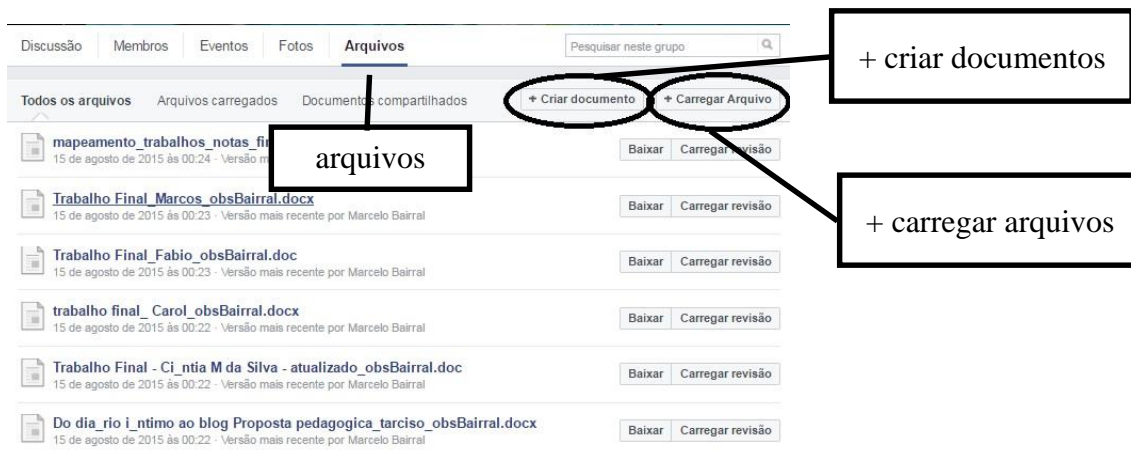 Discussão Membros Eventos Fotos Arquivos Pesquisar neste grupo
+ criar documentos
Todos os arquivos Arquivos carregados Documentos compartilhados + Criar documento + Carregar Arquivo
mapeamento_trabalhos_notas_fi
15 de agosto de 2015 às 00:24 · Versão
Baixar Carregar revisão
arquivos
Trabalho Final_Marcos_obsBairral.docx
15 de agosto de 2015 às 00:23 · Versão mais recente por Marcelo Bairral
Baixar Carregar revisão
+ carregar arquivos
Trabalho Final_Fabio_obsBairral.doc
15 de agosto de 2015 às 00:23 · Versão mais recente por Marcelo Bairral
Baixar Carregar revisão
trabalho final_ Carol_obsBairral.docx
15 de agosto de 2015 às 00:22 · Versão mais recente por Marcelo Bairral
Baixar Carregar revisão
Trabalho Final - Ci_ntia M da Silva - atualizado_obsBairral.doc
15 de agosto de 2015 às 00:22 · Versão mais recente por Marcelo Bairral
Baixar Carregar revisão
Do dia_rio i_ntimo ao blog Proposta pedagogica_tarciso_obsBairral.docx
15 de agosto de 2015 às 00:22 · Versão mais recente por Marcelo Bairral
Baixar Carregar revisão